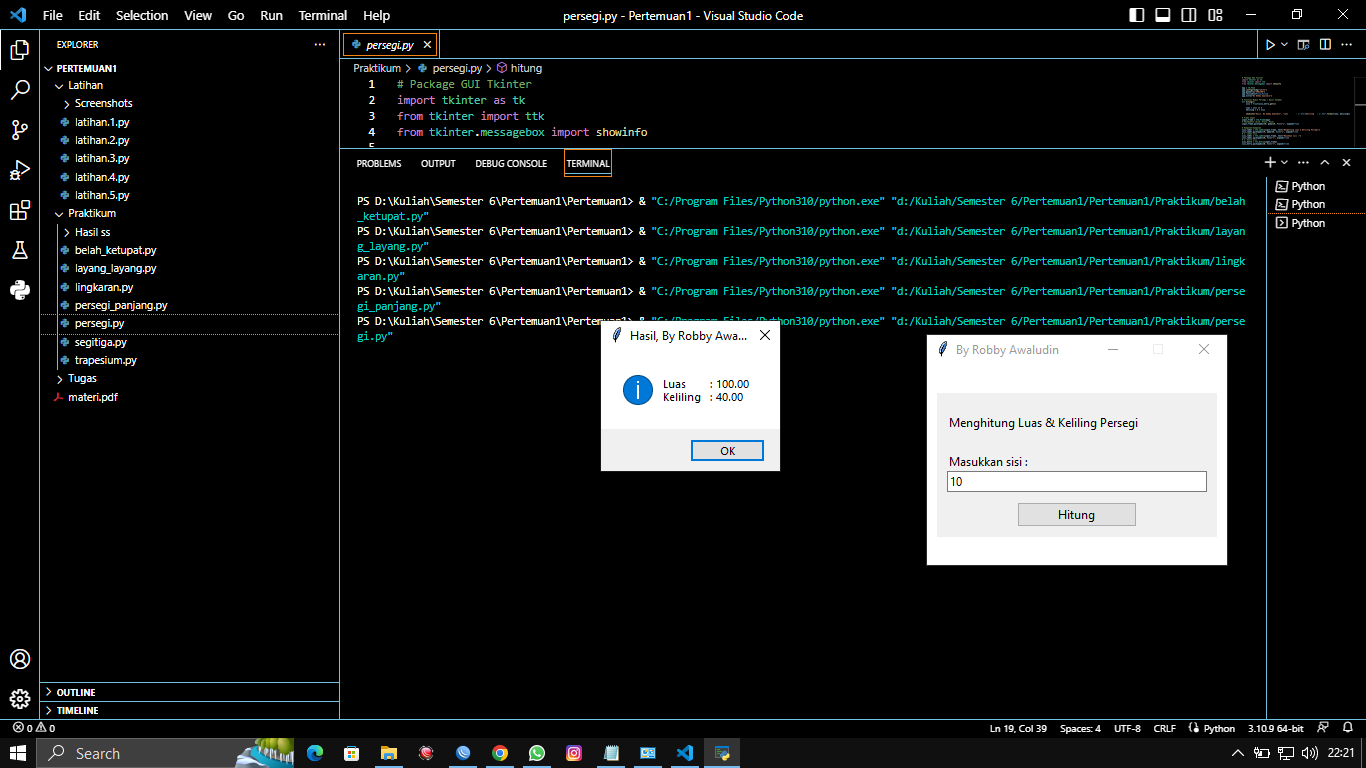 File Edit Selection View Go Run Terminal Help
persegi.py - Pertemuan1 - Visual Studio Code
EXPLORER
PERTEMUAN1
Latihan
Screenshots
latihan.1.py
latihan.2.py
latihan.3.py
latihan.4.py
latihan.5.py
Praktikum
Hasil ss
belah_ketupat.py
layang_layang.py
lingkaran.py
persegi_panjang.py
persegi.py
segitiga.py
trapesium.py
Tugas
materi.pdf
OUTLINE
TIMELINE
persegi.py
Praktikum > persegi.py > hitung
1 # Package GUI Tkinter
2 import tkinter as tk
3 from tkinter import ttk
4 from tkinter.messagebox import showinfo
PROBLEMS OUTPUT DEBUG CONSOLE TERMINAL
PS D:\Kuliah\Semester 6\Pertemuan1\Pertemuan1> & "C:/Program Files/Python310/python.exe" "d:/Kuliah/Semester 6/Pertemuan1/Pertemuan1/Praktikum/belah
_ketupat.py"
PS D:\Kuliah\Semester 6\Pertemuan1\Pertemuan1> & "C:/Program Files/Python310/python.exe" "d:/Kuliah/Semester 6/Pertemuan1/Pertemuan1/Praktikum/layan
g_layang.py"
PS D:\Kuliah\Semester 6\Pertemuan1\Pertemuan1> & "C:/Program Files/Python310/python.exe" "d:/Kuliah/Semester 6/Pertemuan1/Pertemuan1/Praktikum/lingk
aran.py"
PS D:\Kuliah\Semester 6\Pertemuan1\Pertemuan1> & "C:/Program Files/Python310/python.exe" "d:/Kuliah/Semester 6/Pertemuan1/Pertemuan1/Praktikum/perse
gi_panjang.py"
PS D:\Kuliah\Semester 6\Pertemuan1\Pertemuan1> & "C:/Program Files/Python310/python.exe" "d:/Kuliah/Semester 6/Pertemuan1/Pertemuan1/Praktikum/perse
gi.py"
Python
Python
Python
Hasil, By Robby Awa...
Luas : 100.00
Keliling : 40.00
OK
By Robby Awaludin
Menghitung Luas & Keliling Persegi
Masukkan sisi :
10
Hitung
0 0
Ln 19, Col 39 Spaces: 4 UTF-8 CRLF Python 3.10.9 64-bit
Search
22:21